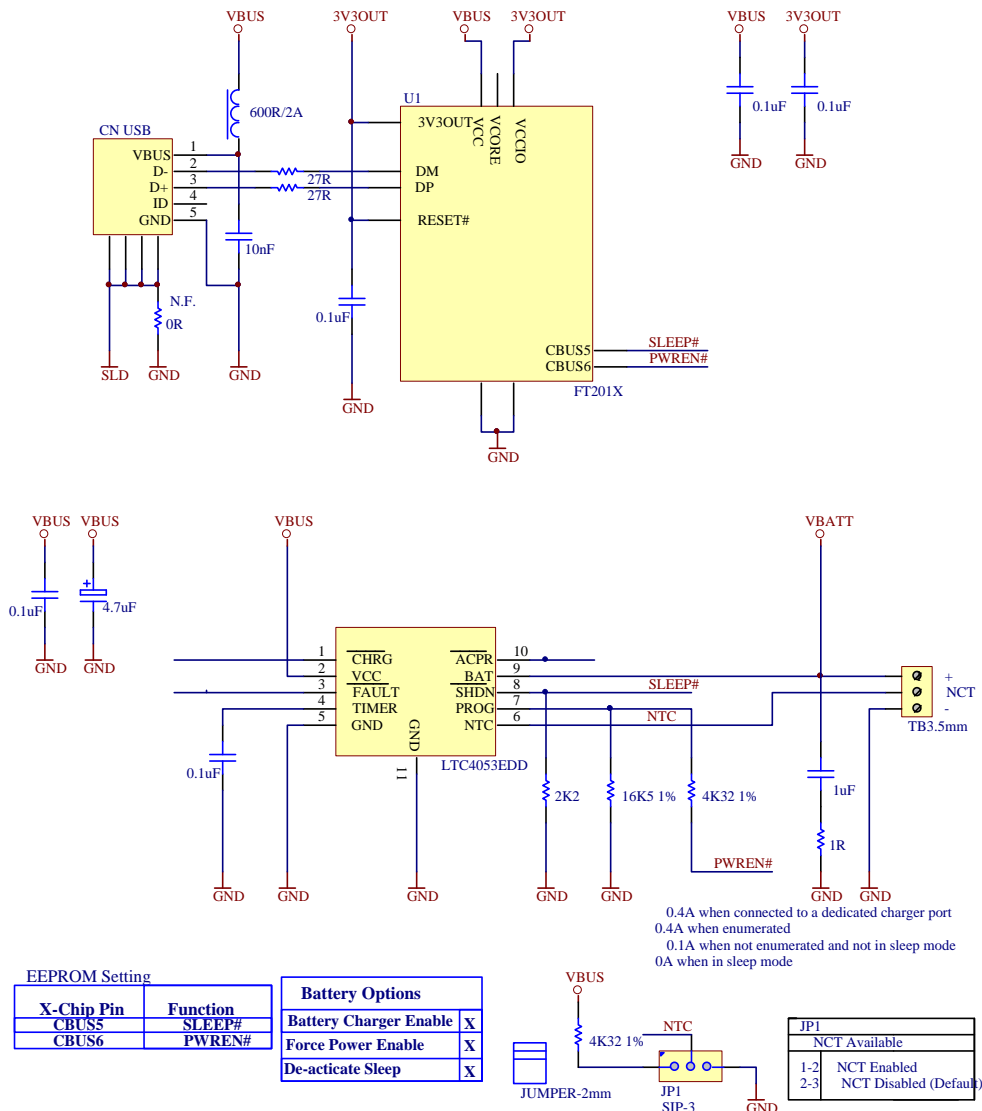 VBUS
3V3OUT
VBUS
3V3OUT
VBUS
3V3OUT
600R/2A
0.1uF
0.1uF
GND
GND
CN USB
VBUS 1
D- 2
D+ 3
ID 4
GND 5
27R
27R
10nF
N.F.
0R
SLD
GND
GND
0.1uF
GND
U1
3V3OUT
VCC
VCORE
VCCIO
DM
DP
RESET#
CBUS5
CBUS6
SLEEP#
PWREN#
FT201X
GND
VBUS
VBUS
VBUS
VBATT
0.1uF
4.7uF
GND
GND
1 CHRG
2 VCC
3 FAULT
4 TIMER
5 GND
GND
11
ACPR 10
BAT 9
SHDN 8
PROG 7
NTC 6
LTC4053EDD
SLEEP#
NTC
+
NCT
-
TB3.5mm
0.1uF
2K2
16K5 1%
4K32 1%
1uF
1R
PWREN#
GND
GND
GND
GND
GND
GND
GND
0.4A when connected to a dedicated charger port
0.4A when enumerated
0.1A when not enumerated and not in sleep mode
0A when in sleep mode
EEPROM Setting
X-Chip Pin Function
CBUS5 SLEEP#
CBUS6 PWREN#
Battery Options
Battery Charger Enable X
Force Power Enable X
De-acticate Sleep X
JUMPER-2mm
VBUS
4K32 1%
NTC
JP1
SIP-3
GND
JP1
NCT Available
1-2 NCT Enabled
2-3 NCT Disabled (Default)